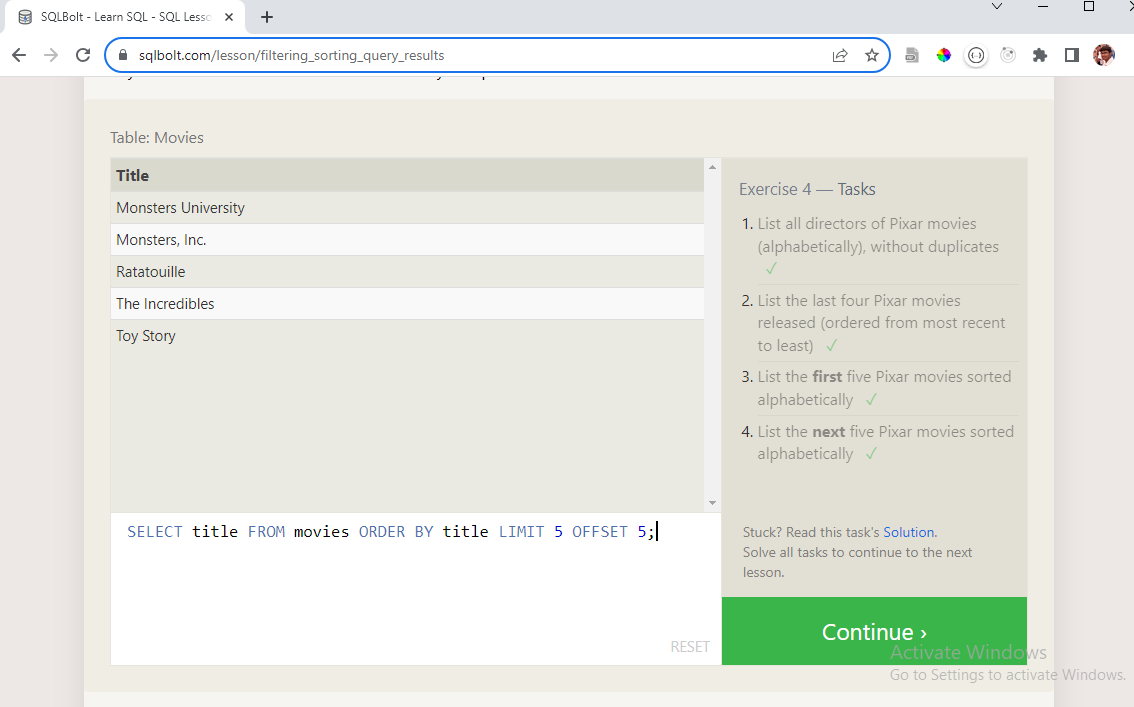 SQLBolt - Learn SQL - SQL Lesso
sqlbolt.com/lesson/filtering_sorting_query_results
Table: Movies
Title
Monsters University
Monsters, Inc.
Ratatouille
The Incredibles
Toy Story
SELECT title FROM movies ORDER BY title LIMIT 5 OFFSET 5;
RESET
Exercise 4 — Tasks
1. List all directors of Pixar movies
(alphabetically), without duplicates
✓
2. List the last four Pixar movies
released (ordered from most recent
to least) ✓
3. List the first five Pixar movies sorted
alphabetically ✓
4. List the next five Pixar movies sorted
alphabetically ✓
Stuck? Read this task's Solution.
Solve all tasks to continue to the next
lesson.
Continue ›
Activate Windows
Go to Settings to activate Windows.